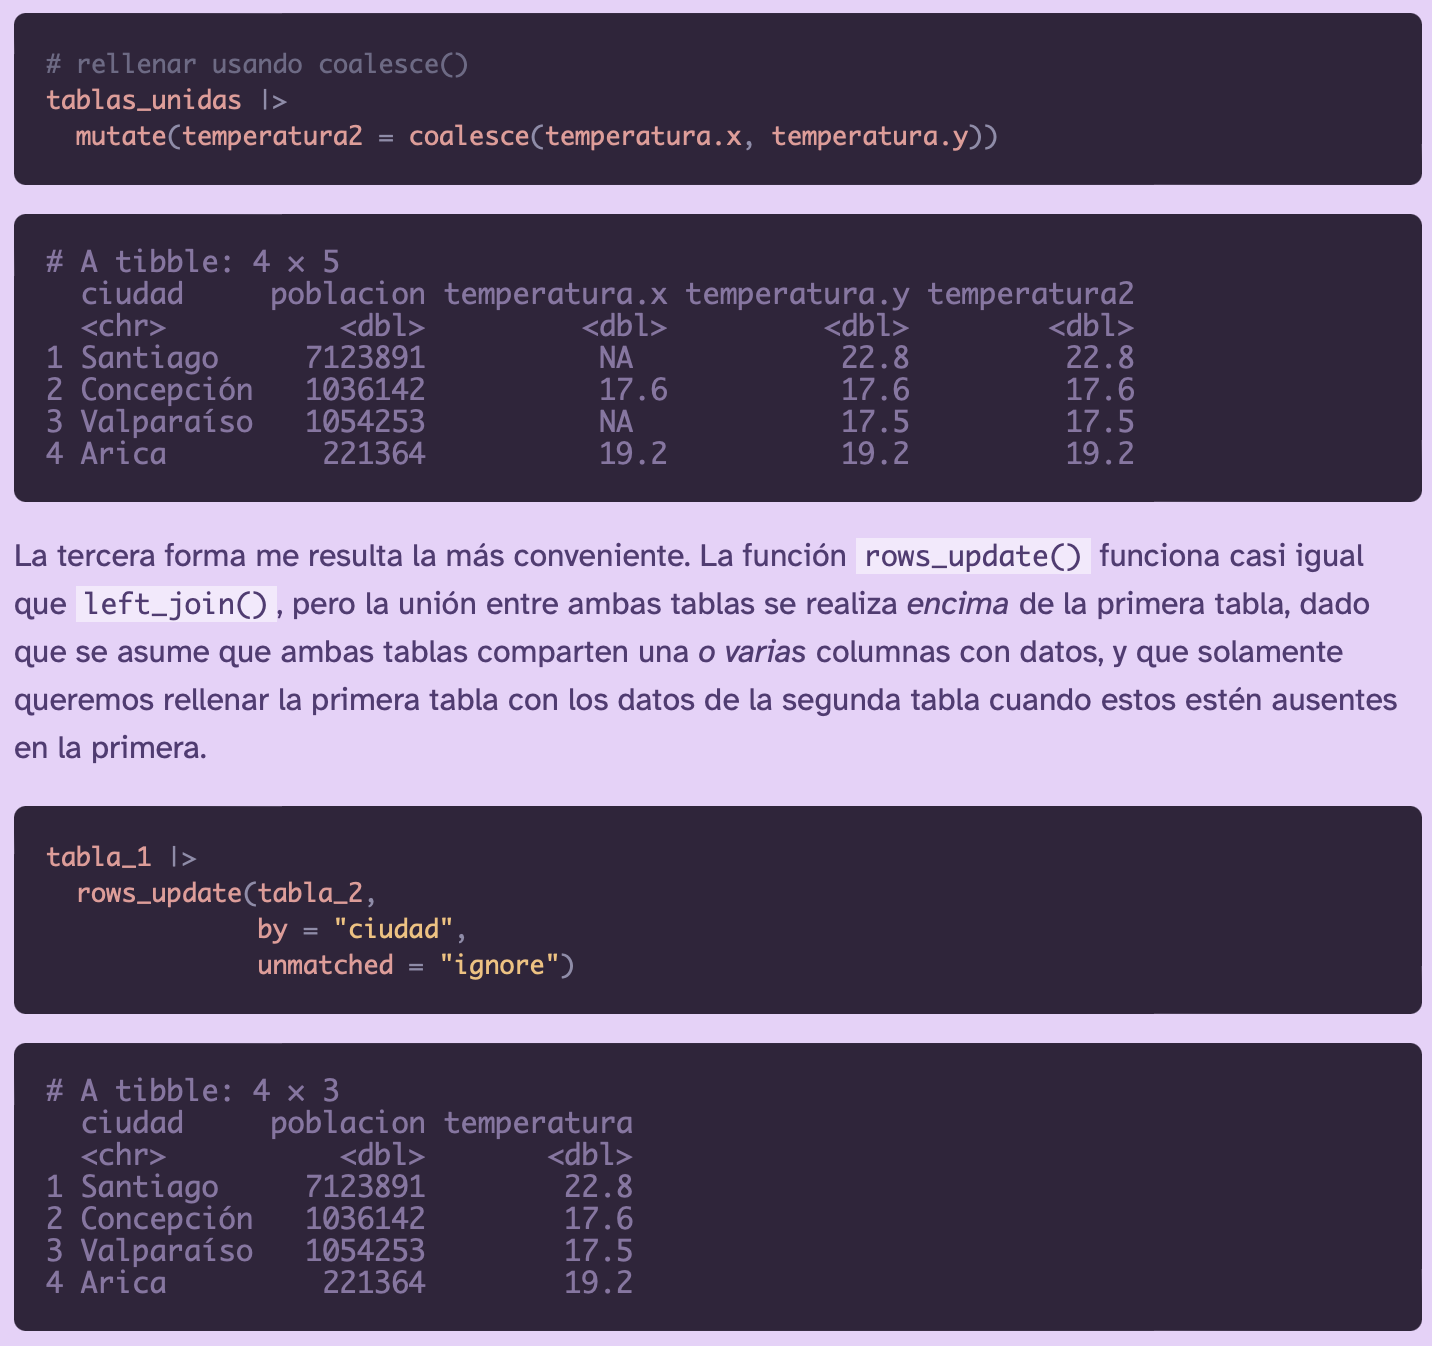 # rellenar usando coalesce()
tablas_unidas |>
  mutate(temperatura2 = coalesce(temperatura.x, temperatura.y))
# A tibble: 4 × 5
  ciudad     poblacion temperatura.x temperatura.y temperatura2
  <chr>          <dbl>         <dbl>         <dbl>        <dbl>
1 Santiago     7123891          NA            22.8         22.8
2 Concepción   1036142          17.6          17.6         17.6
3 Valparaíso   1054253          NA            17.5         17.5
4 Arica         221364          19.2          19.2         19.2
La tercera forma me resulta la más conveniente. La función rows_update() funciona casi igual
que left_join(), pero la unión entre ambas tablas se realiza encima de la primera tabla, dado
que se asume que ambas tablas comparten una o varias columnas con datos, y que solamente
queremos rellenar la primera tabla con los datos de la segunda tabla cuando estos estén ausentes
en la primera.
tabla_1 |>
  rows_update(tabla_2,
              by = "ciudad",
              unmatched = "ignore")
# A tibble: 4 × 3
  ciudad     poblacion temperatura
  <chr>          <dbl>       <dbl>
1 Santiago     7123891        22.8
2 Concepción   1036142        17.6
3 Valparaíso   1054253        17.5
4 Arica         221364        19.2